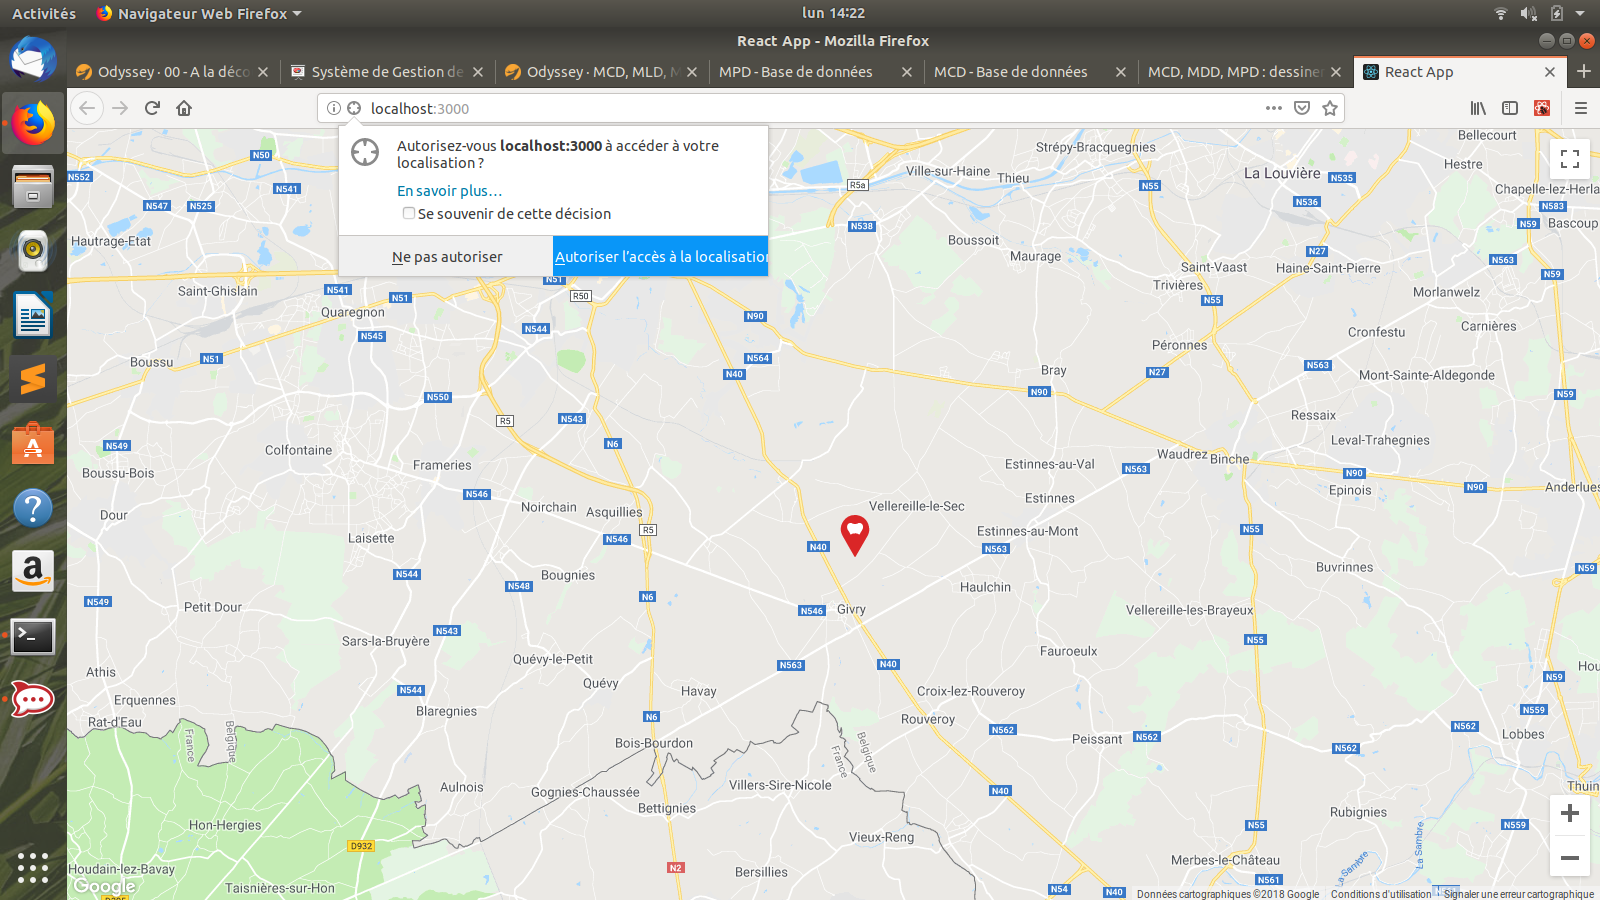 Activités
Navigateur Web Firefox
lun 14:22
React App - Mozilla Firefox
Odyssey · 00 - A la déco
Système de Gestion de
Odyssey · MCD, MLD, M
MPD - Base de données
MCD - Base de données
MCD, MDD, MPD : dessiner
React App
localhost:3000
Autorisez-vous localhost:3000 à accéder à votre
localisation ?
En savoir plus…
Se souvenir de cette décision
Ne pas autoriser
Autoriser l'accès à la localisation
Bellecourt
Strépy-Bracquegnies
N50
Hestre
Ville-sur-Haine
Thieu
La Louvière
N535
N552
N541
R5a
N55
Chapelle-lez-Herla
N536
N547
N525
N583
N59
Bascoup
N538
Hautrage-Etat
Boussoit
Maurage
N27
Saint-Vaast
Haine-Saint-Pierre
N563
N59
Trivières
Saint-Ghislain
N541
N51
N51
R50
Morlanwelz
N55
Quaregnon
N90
N544
Carnières
N545
Cronfestu
Péronnes
Boussu
N51
N564
N563
N40
Bray
N27
Mont-Sainte-Aldegonde
N90
N59
N550
Ressaix
R5
N543
Leval-Trahegnies
N549
N6
Colfontaine
Waudrez
Binche
Frameries
Estinnes-au-Val
N563
Boussu-Bois
N90
N546
Epinois
N90
Anderlues
Estinnes
Noirchain
Vellereille-le-Sec
Asquillies
Dour
R5
N55
Estinnes-au-Mont
Laisette
N546
N40
N563
Buvrinnes
N59
N544
Bougnies
N548
Haulchin
N549
N6
Petit Dour
N546
Givry
Vellereille-les-Brayeux
N543
Sars-la-Bruyère
N55
Fauroeulx
Quévy-le-Petit
N563
N40
Athis
Hou
N59
Quévy
N544
Havay
Croix-lez-Rouveroy
Erquennes
Blaregnies
N6
Rouveroy
N559
Rat-d'Eau
N562
N562
N562
N562
Lobbes
France
Belgique
Bois-Bourdon
Peissant
France
Belgique
Aulnois
Villers-Sire-Nicole
Gognies-Chaussée
N40
Thuin
Bettignies
Rubignies
Hon-Hergies
N55
N559
Vieux-Reng
La Sambre
D932
Merbes-le-Château
La Sambre
N2
Houdain-lez-Bavay
Bersillies
N561
Google
Taisnières-sur-Hon
N54
N40
Données cartographiques ©2018 Google
Conditions d'utilisation
Signaler une erreur cartographique